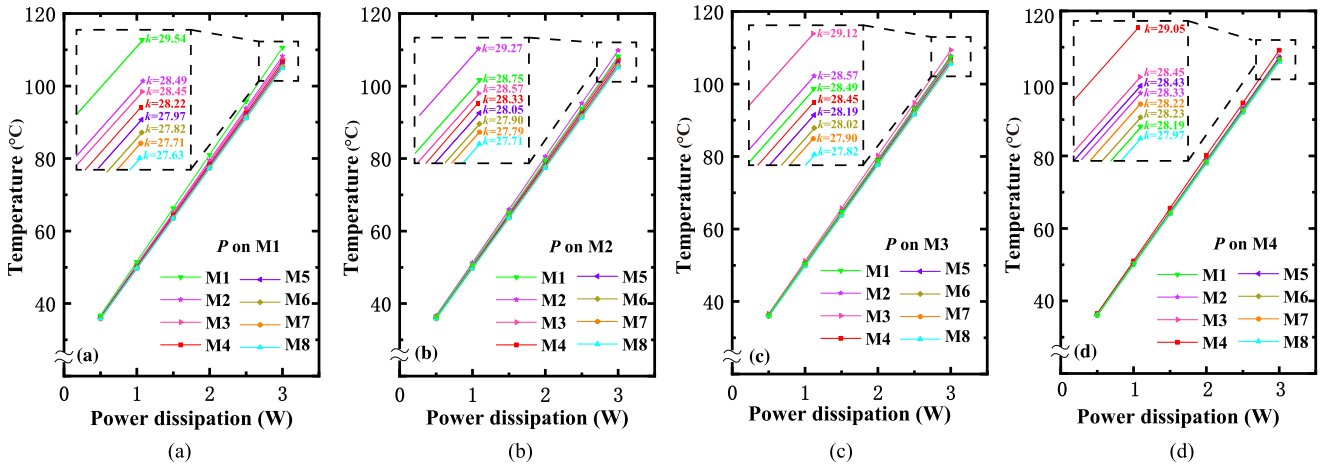 120
100
80
60
40
0
1
2
3
Temperature (°C)
Power dissipation (W)
k=29.54
k=28.49
k=28.45
k=28.22
k=27.97
k=27.82
k=27.71
k=27.63
P on M1
M1
M2
M3
M4
M5
M6
M7
M8
(a)
(a)
120
100
80
60
40
0
1
2
3
Temperature (°C)
Power dissipation (W)
k=29.27
k=28.75
k=28.57
k=28.33
k=28.05
k=27.90
k=27.79
k=27.71
P on M2
M1
M2
M3
M4
M5
M6
M7
M8
(b)
(b)
120
100
80
60
40
0
1
2
3
Temperature (°C)
Power dissipation (W)
k=29.12
k=28.57
k=28.49
k=28.45
k=28.19
k=28.02
k=27.90
k=27.82
P on M3
M1
M2
M3
M4
M5
M6
M7
M8
(c)
(c)
120
100
80
60
40
0
1
2
3
Temperature (°C)
Power dissipation (W)
k=29.05
k=28.45
k=28.43
k=28.33
k=28.22
k=28.23
k=28.19
k=27.97
P on M4
M1
M2
M3
M4
M5
M6
M7
M8
(d)
(d)